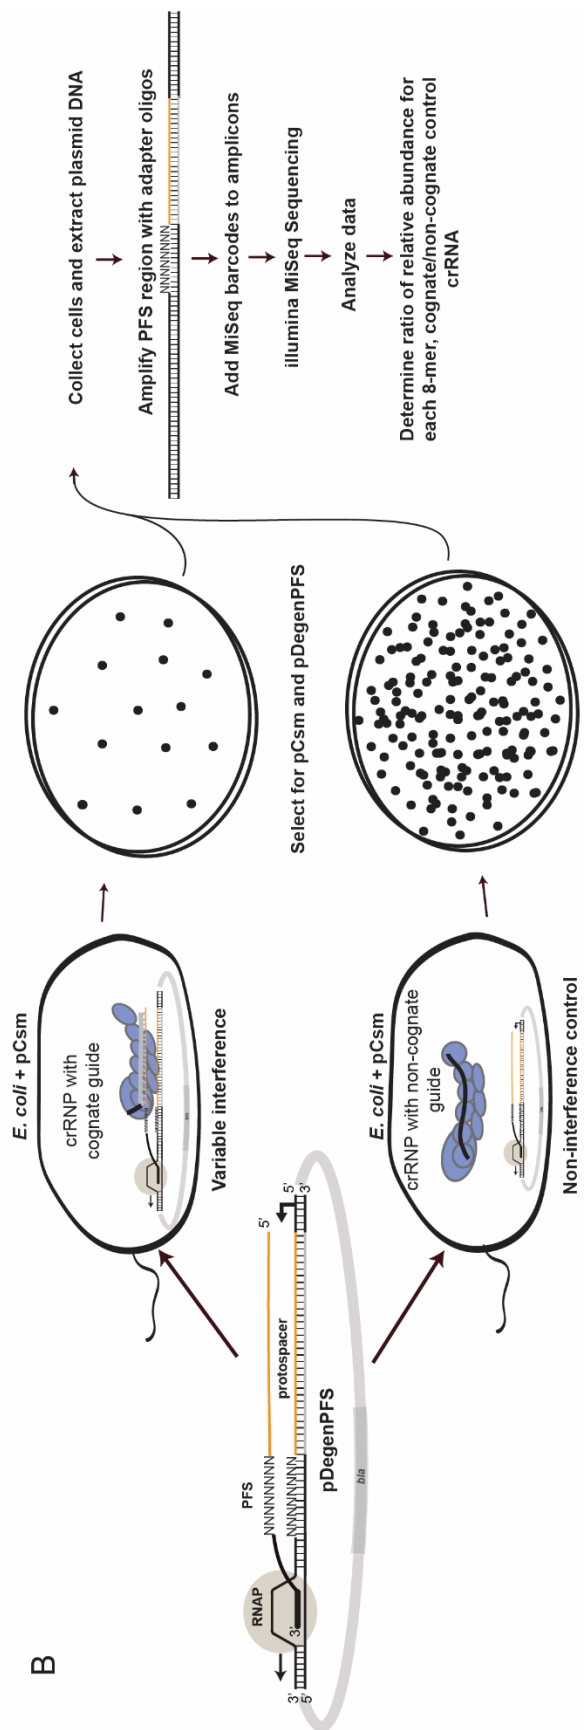 B
RNAP
3'
3'
5'
PFS
NNNNNNNN
NNNNNNNN
protospacer
5'
5'
3'
pDegenPFS
bla
E. coli + pCsm
crRNP with
cognate guide
Variable interference
E. coli + pCsm
crRNP with non-cognate
guide
Non-interference control
Select for pCsm and pDegenPFS
Collect cells and extract plasmid DNA
Amplify PFS region with adapter oligos
NNNNNNNN
Add MiSeq barcodes to amplicons
illumina MiSeq Sequencing
Analyze data
Determine ratio of relative abundance for
each 8-mer, cognate/non-cognate control
crRNA